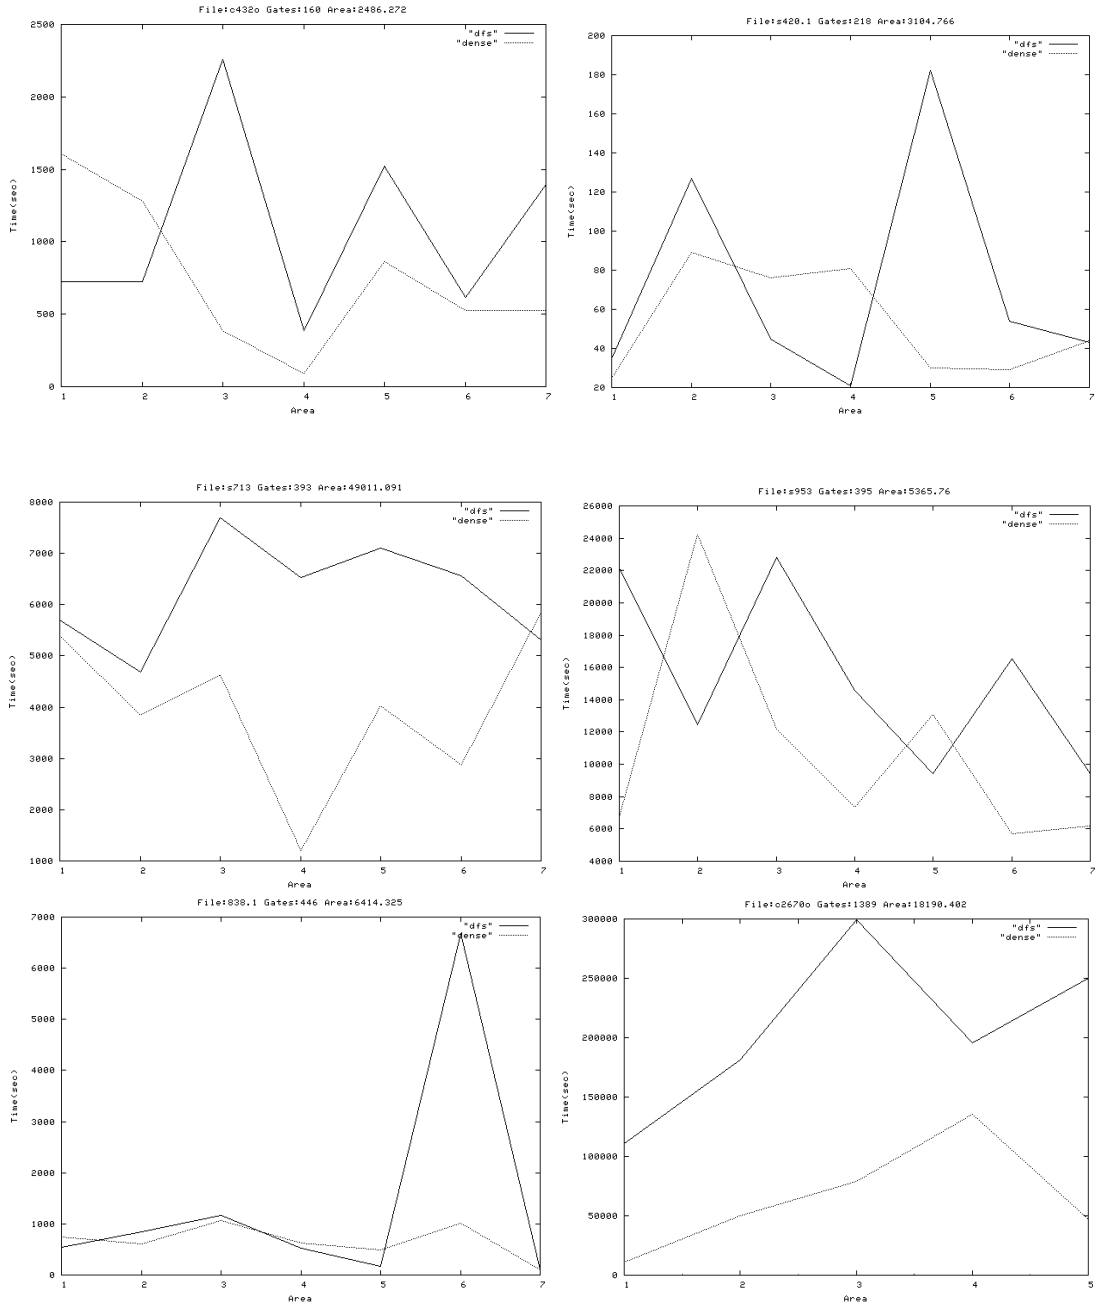 File:c432o Gates:160 Area:2486.272
2500
2000
1500
1000
500
0
Time(sec)
"dfs"
"dense"
1 2 3 4 5 6 7
Area
File:s420.1 Gates:218 Area:3104.766
200
180
160
140
120
100
80
60
40
20
Time(sec)
"dfs"
"dense"
1 2 3 4 5 6 7
Area
File:s713 Gates:393 Area:49011.091
8000
7000
6000
5000
4000
3000
2000
1000
Time(sec)
"dfs"
"dense"
1 2 3 4 5 6 7
Area
File:s953 Gates:395 Area:5365.76
26000
24000
22000
20000
18000
16000
14000
12000
10000
8000
6000
4000
Time(sec)
"dfs"
"dense"
1 2 3 4 5 6 7
Area
File:838.1 Gates:446 Area:6414.325
7000
6000
5000
4000
3000
2000
1000
0
Time(sec)
"dfs"
"dense"
1 2 3 4 5 6 7
Area
File:c2670o Gates:1389 Area:18190.402
300000
250000
200000
150000
100000
50000
0
Time(sec)
"dfs"
"dense"
1 2 3 4 5
Area